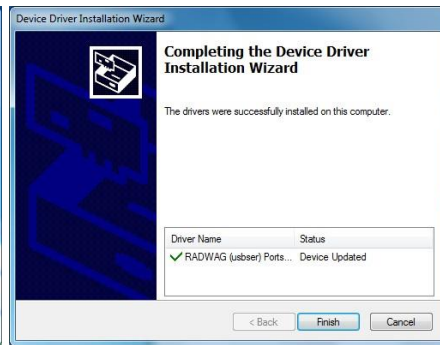 Device Driver Installation Wizard
Completing the Device Driver
Installation Wizard
The drivers were successfully installed on this computer.
Driver Name Status
RADWAG (usbser) Ports... Device Updated
< Back Finish Cancel